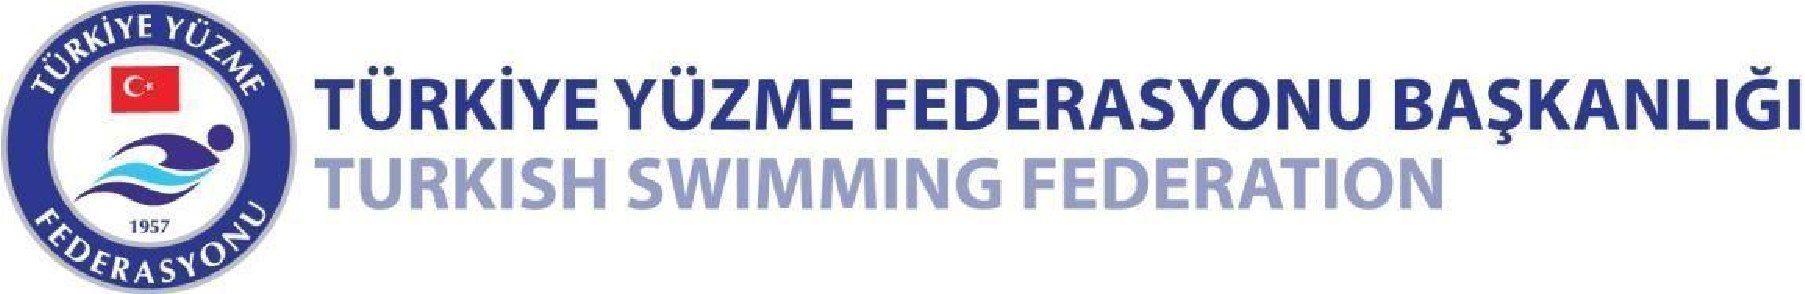 TÜRKİYE YÜZME
1957
FEDERASYONU
TÜRKİYE YÜZME FEDERASYONU BAŞKANLIĞI
TURKISH SWIMMING FEDERATION